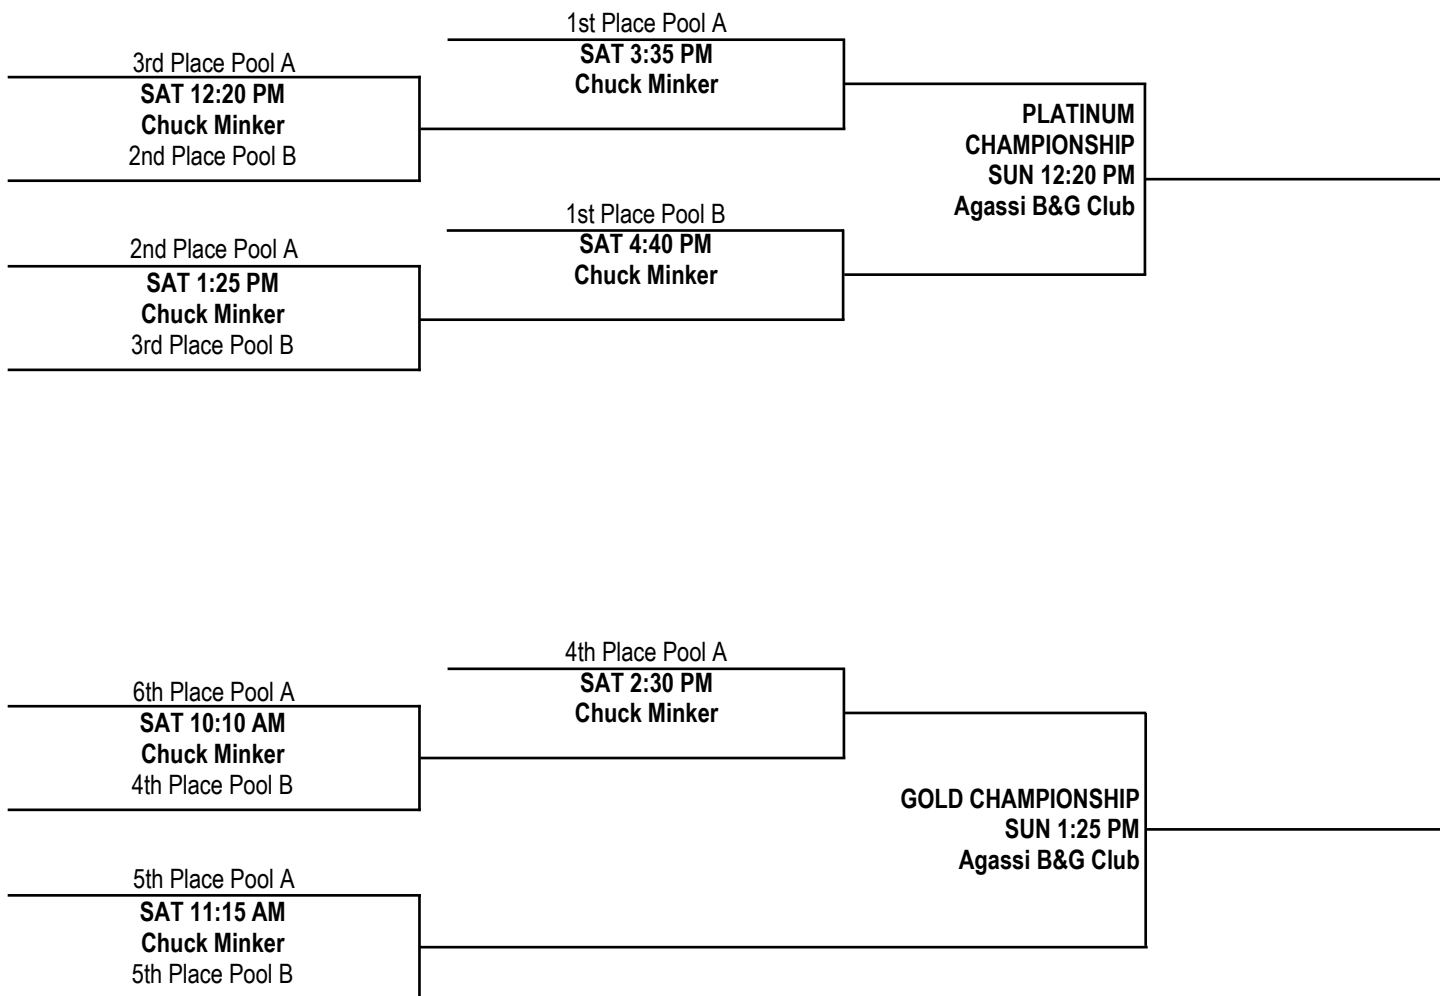 1st Place Pool A
SAT 3:35 PM
Chuck Minker
3rd Place Pool A
SAT 12:20 PM
Chuck Minker
2nd Place Pool B
PLATINUM
CHAMPIONSHIP
SUN 12:20 PM
Agassi B&G Club
1st Place Pool B
SAT 4:40 PM
Chuck Minker
2nd Place Pool A
SAT 1:25 PM
Chuck Minker
3rd Place Pool B
4th Place Pool A
SAT 2:30 PM
Chuck Minker
6th Place Pool A
SAT 10:10 AM
Chuck Minker
4th Place Pool B
GOLD CHAMPIONSHIP
SUN 1:25 PM
Agassi B&G Club
5th Place Pool A
SAT 11:15 AM
Chuck Minker
5th Place Pool B